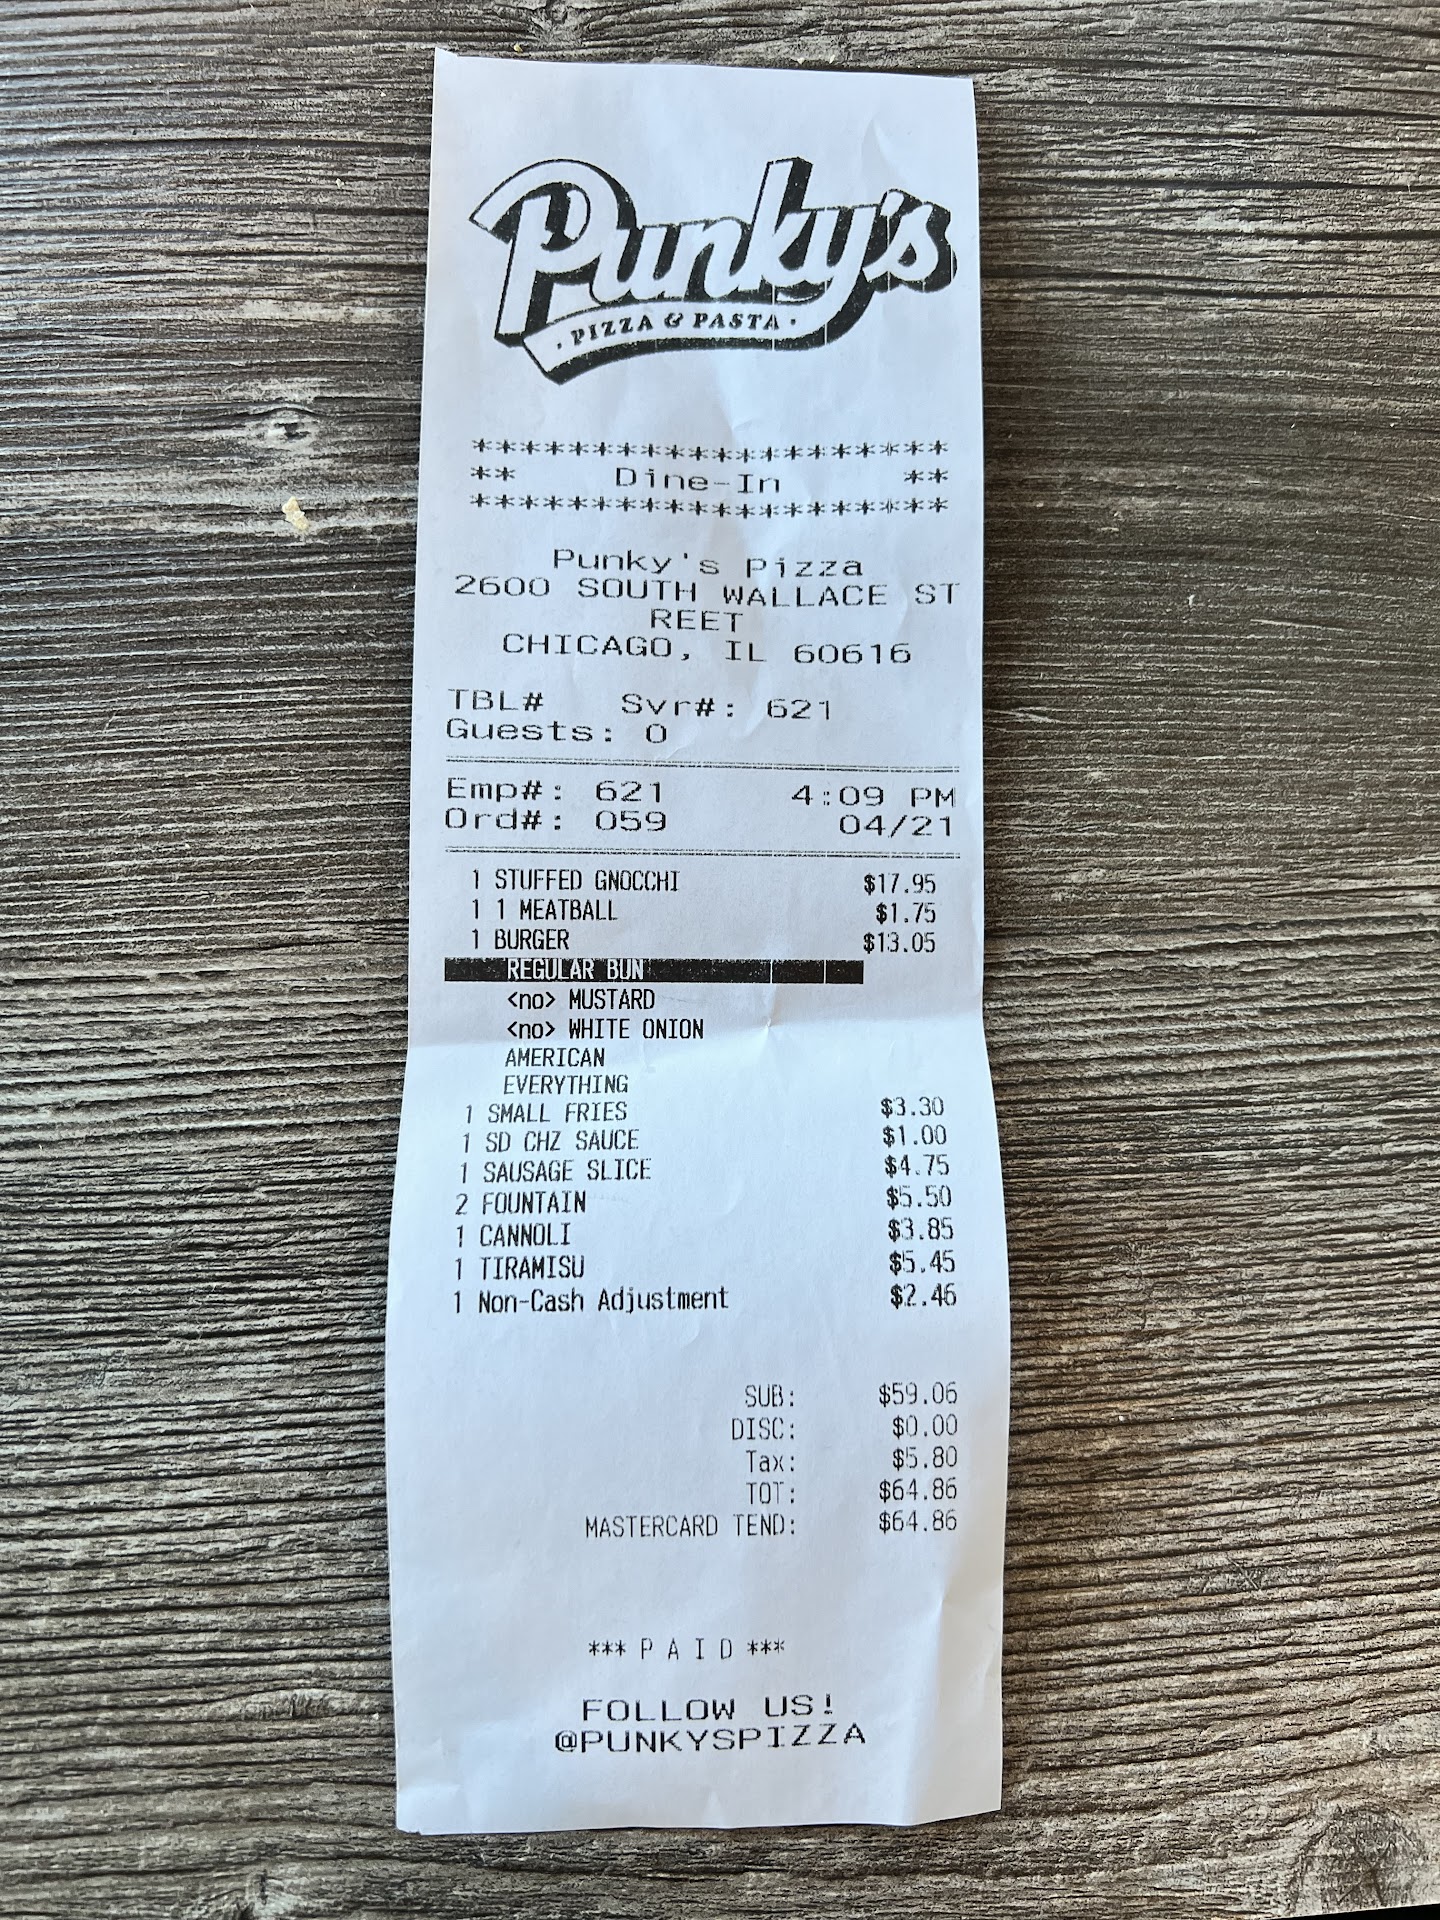 Punky's
· PIZZA & PASTA ·
********************
** Dine-In **
********************
Punky's Pizza
2600 SOUTH WALLACE ST
REET
CHICAGO, IL 60616
TBL# Svr#: 621
Guests: 0
Emp#: 621 4:09 PM
Ord#: 059 04/21
1 STUFFED GNOCCHI $17.95
1 1 MEATBALL $1.75
1 BURGER $13.05
REGULAR BUN
<no> MUSTARD
<no> WHITE ONION
AMERICAN
EVERYTHING
1 SMALL FRIES $3.30
1 SD CHZ SAUCE $1.00
1 SAUSAGE SLICE $4.75
2 FOUNTAIN $5.50
1 CANNOLI $3.85
1 TIRAMISU $5.45
1 Non-Cash Adjustment $2.46
SUB: $59.06
DISC: $0.00
Tax: $5.80
TOT: $64.86
MASTERCARD TEND: $64.86
*** P A I D ***
FOLLOW US!
@PUNKYSPIZZA